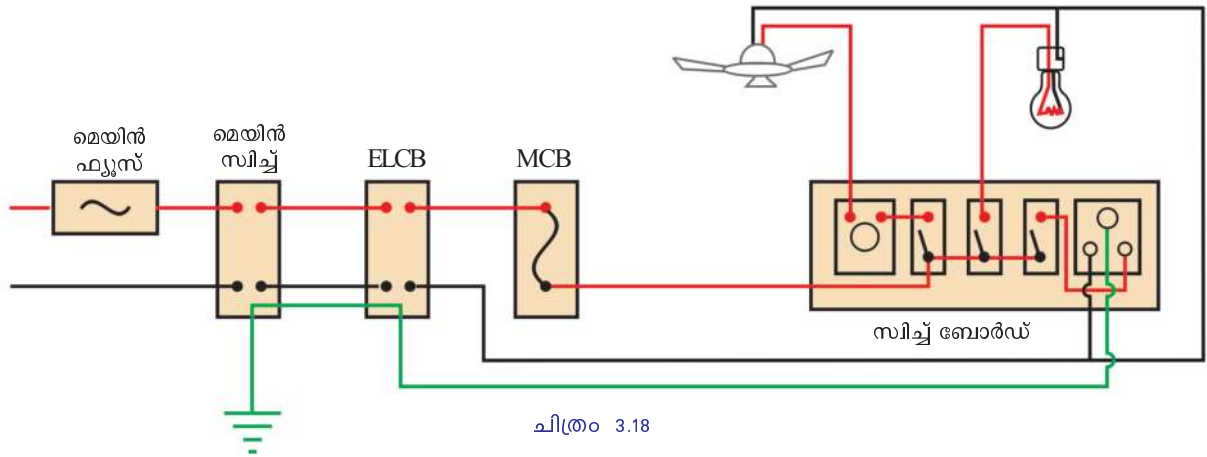 മെയിൻ
ഫ്യൂസ്
മെയിൻ
സ്വിച്ച്
ELCB
MCB
സ്വിച്ച് ബോർഡ്
ചിത്രം 3.18